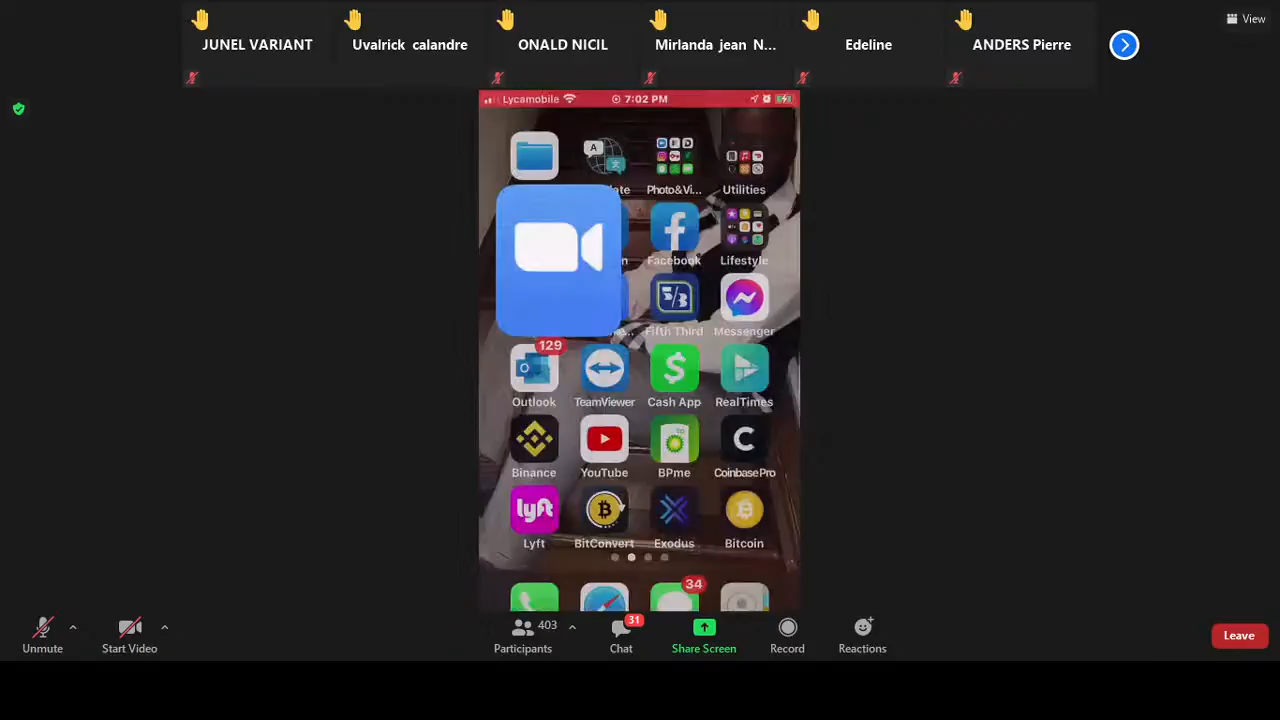 View
JUNEL VARIANT
Uvalrick calandre
ONALD NICIL
Mirlanda jean N...
Edeline
ANDERS Pierre
Lycamobile
7:02 PM
A
Photo&Vi...
Utilities
Facebook
Lifestyle
5/3
Fifth Third
Messenger
129
Outlook
TeamViewer
$
Cash App
RealTimes
Binance
YouTube
BPme
C
CoinbasePro
lyft
Lyft
BitConvert
Exodus
Bitcoin
34
Unmute
Start Video
403
Participants
31
Chat
Share Screen
Record
Reactions
Leave